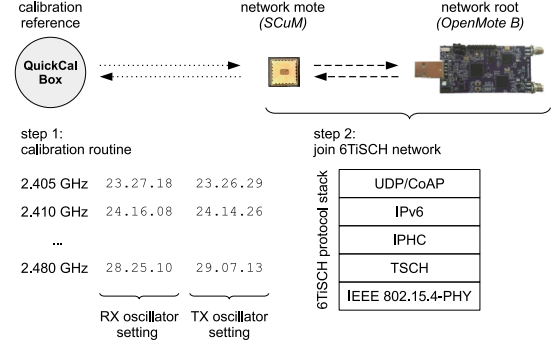 calibration
reference
network mote
(SCuM)
network root
(OpenMote B)
QuickCal
Box
step 1:
calibration routine
2.405 GHz 23.27.18 23.26.29
2.410 GHz 24.16.08 24.14.26
...
2.480 GHz 28.25.10 29.07.13
RX oscillator
setting
TX oscillator
setting
step 2:
join 6TiSCH network
6TiSCH protocol stack
UDP/CoAP
IPv6
IPHC
TSCH
IEEE 802.15.4-PHY